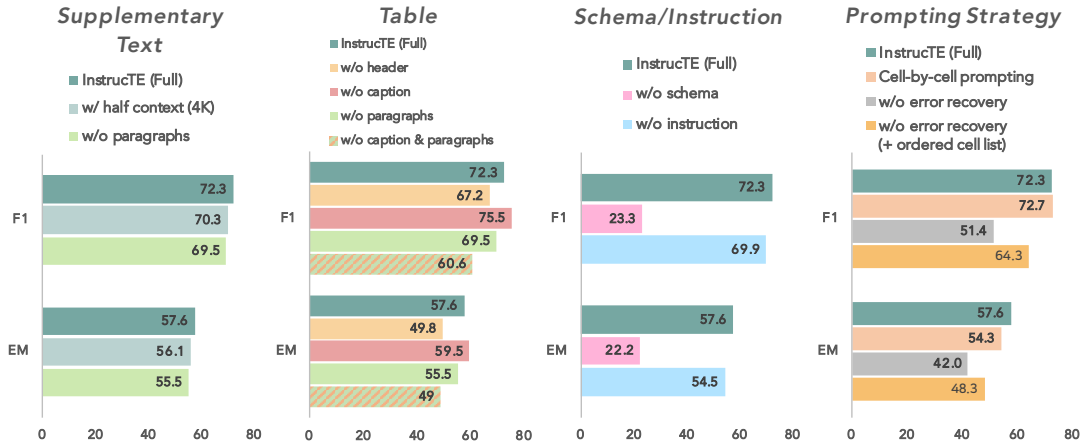 Supplementary
Text
InstrucTE (Full)
w/ half context (4K)
w/o paragraphs
F1
72.3
70.3
69.5
EM
57.6
56.1
55.5
0 20 40 60 80
Table
InstrucTE (Full)
w/o header
w/o caption
w/o paragraphs
w/o caption & paragraphs
F1
72.3
67.2
75.5
69.5
60.6
EM
57.6
49.8
59.5
55.5
49
0 20 40 60 80
Schema/Instruction
InstrucTE (Full)
w/o schema
w/o instruction
F1
72.3
23.3
69.9
EM
57.6
22.2
54.5
0 20 40 60 80
Prompting Strategy
InstrucTE (Full)
Cell-by-cell prompting
w/o error recovery
w/o error recovery
(+ ordered cell list)
F1
72.3
72.7
51.4
64.3
EM
57.6
54.3
42.0
48.3
0 20 40 60 80